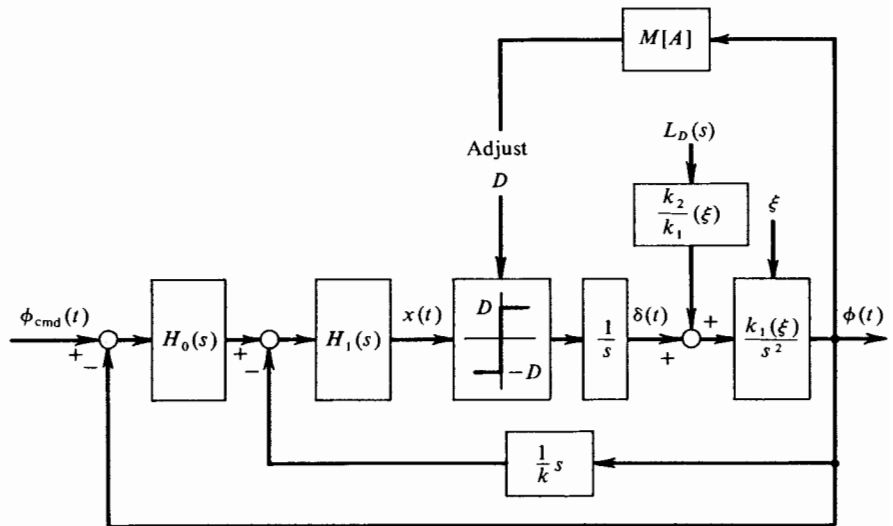 M[A]
L_D(s)
Adjust
D
k_2
k_1
(ξ)
ξ
φ_cmd(t)
+
−
H_0(s)
+
−
H_1(s)
x(t)
D
−D
1
s
δ(t)
+
+
k_1(ξ)
s^2
φ(t)
1
k
s